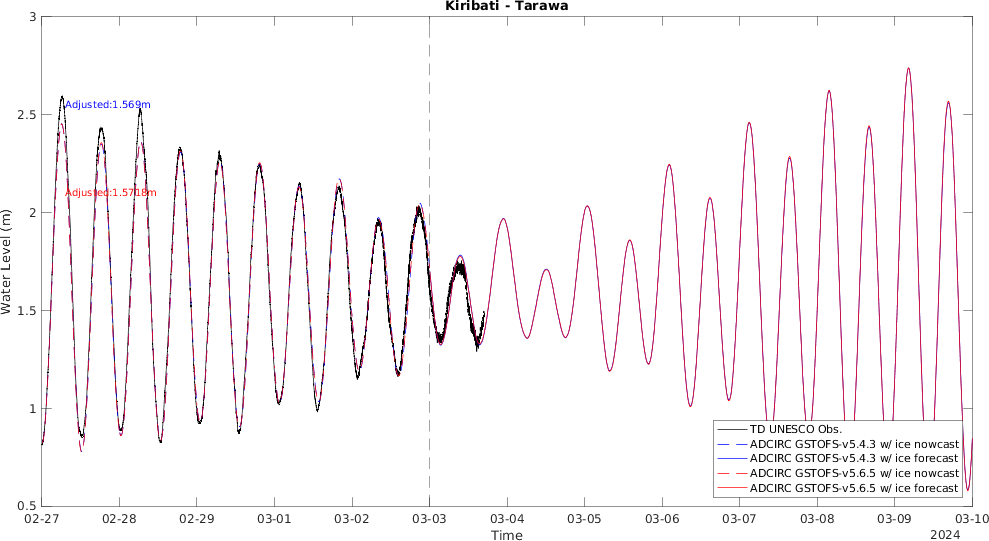 Kiribati - Tarawa
3
2.5
2
1.5
1
0.5
Water Level (m)
Adjusted:1.569m
Adjusted:1.5718m
TD UNESCO Obs.
ADCIRC GSTOFS-v5.4.3 w/ ice nowcast
ADCIRC GSTOFS-v5.4.3 w/ ice forecast
ADCIRC GSTOFS-v5.6.5 w/ ice nowcast
ADCIRC GSTOFS-v5.6.5 w/ ice forecast
02-27 02-28 02-29 03-01 03-02 03-03 03-04 03-05 03-06 03-07 03-08 03-09 03-10
Time
2024